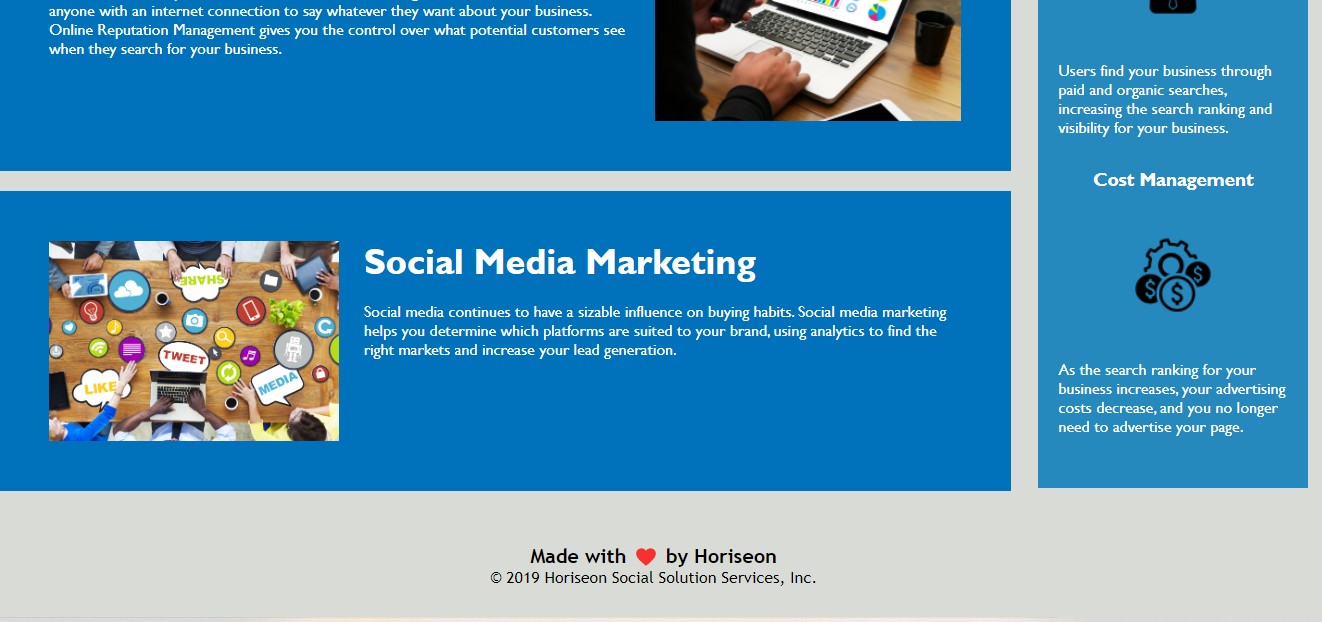 anyone with an internet connection to say whatever they want about your business.
Online Reputation Management gives you the control over what potential customers see
when they search for your business.
Social Media Marketing
Social media continues to have a sizable influence on buying habits. Social media marketing
helps you determine which platforms are suited to your brand, using analytics to find the
right markets and increase your lead generation.
SHARE
TWEET
LIKE
MEDIA
Users find your business through
paid and organic searches,
increasing the search ranking and
visibility for your business.
Cost Management
$ $ $
As the search ranking for your
business increases, your advertising
costs decrease, and you no longer
need to advertise your page.
Made with ❤️ by Horiseon
© 2019 Horiseon Social Solution Services, Inc.